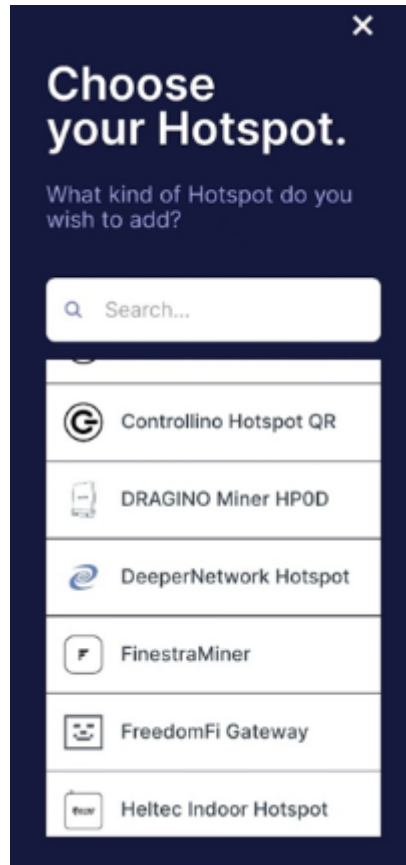 Choose
your Hotspot.
What kind of Hotspot do you
wish to add?
Search...
Controllino Hotspot QR
DRAGINO Miner HP0D
DeeperNetwork Hotspot
FinestraMiner
FreedomFi Gateway
Heltec Indoor Hotspot